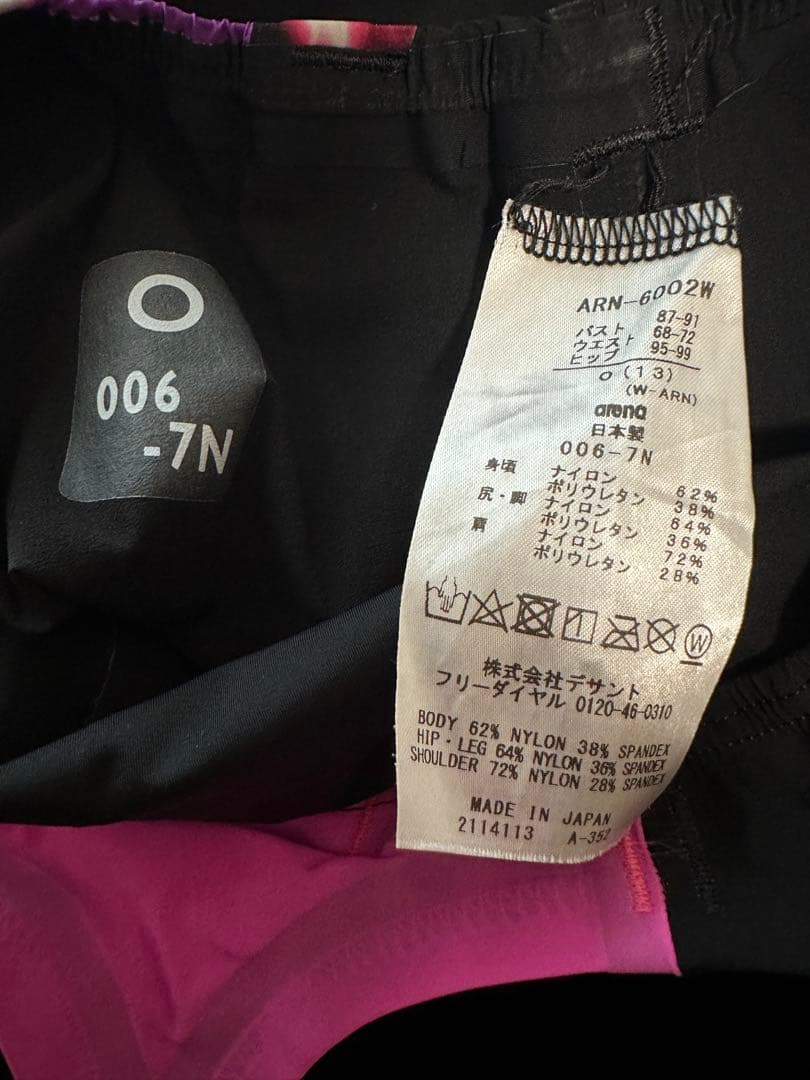 O
006
-7N
ARN-6002W
バスト 87-91
ウエスト 68-72
ヒップ 95-99
O (13)
(W-ARN)
arena
日本製
006-7N
身頃 ナイロン 62%
ポリウレタン 38%
尻・脚 ナイロン 64%
ポリウレタン 36%
肩 ナイロン 72%
ポリウレタン 28%
W
株式会社デサント
フリーダイヤル 0120-46-0310
BODY 62% NYLON 38% SPANDEX
HIP・LEG 64% NYLON 36% SPANDEX
SHOULDER 72% NYLON 28% SPANDEX
MADE IN JAPAN
2114113 A-352